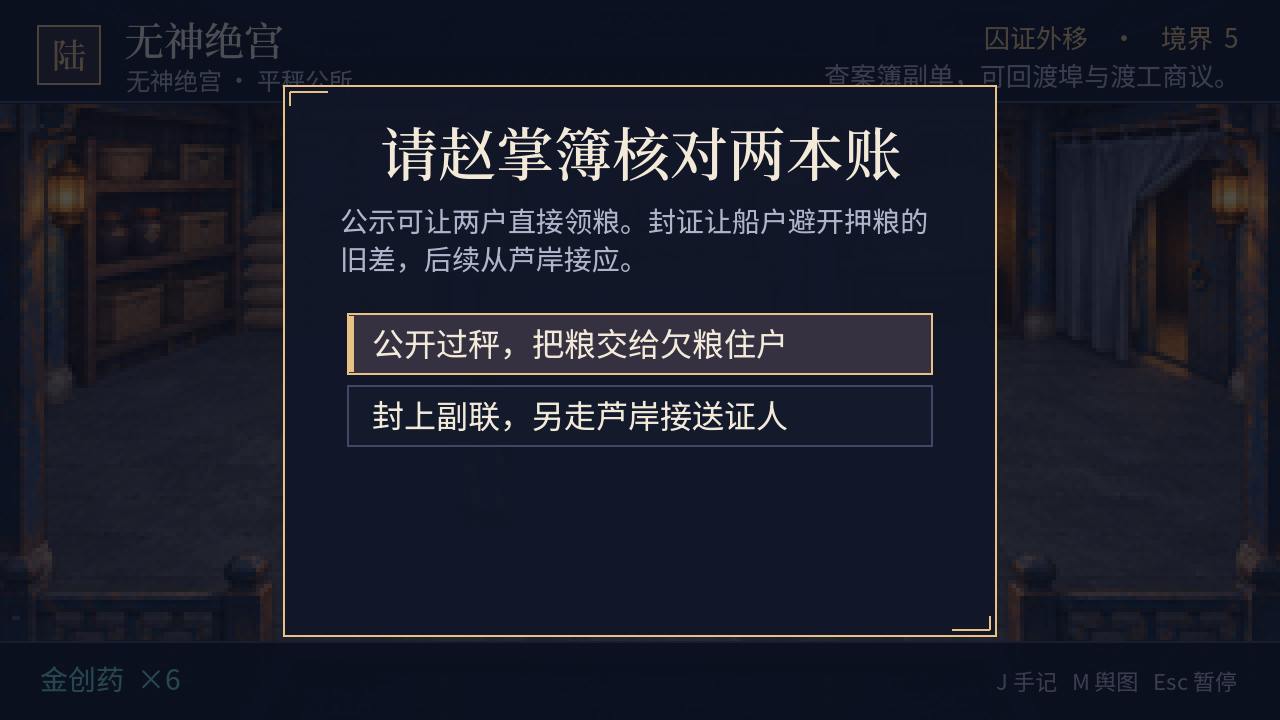 陆
无神绝宫
无神绝宫 · 平秤公所
囚证外移 · 境界 5
查案簿副单，可回渡埠与渡工商议。
请赵掌簿核对两本账
公示可让两户直接领粮。封证让船户避开押粮的
旧差，后续从芦岸接应。
公开过秤，把粮交给欠粮住户
封上副联，另走芦岸接送证人
金创药 ×6
J 手记 M 舆图 Esc 暂停